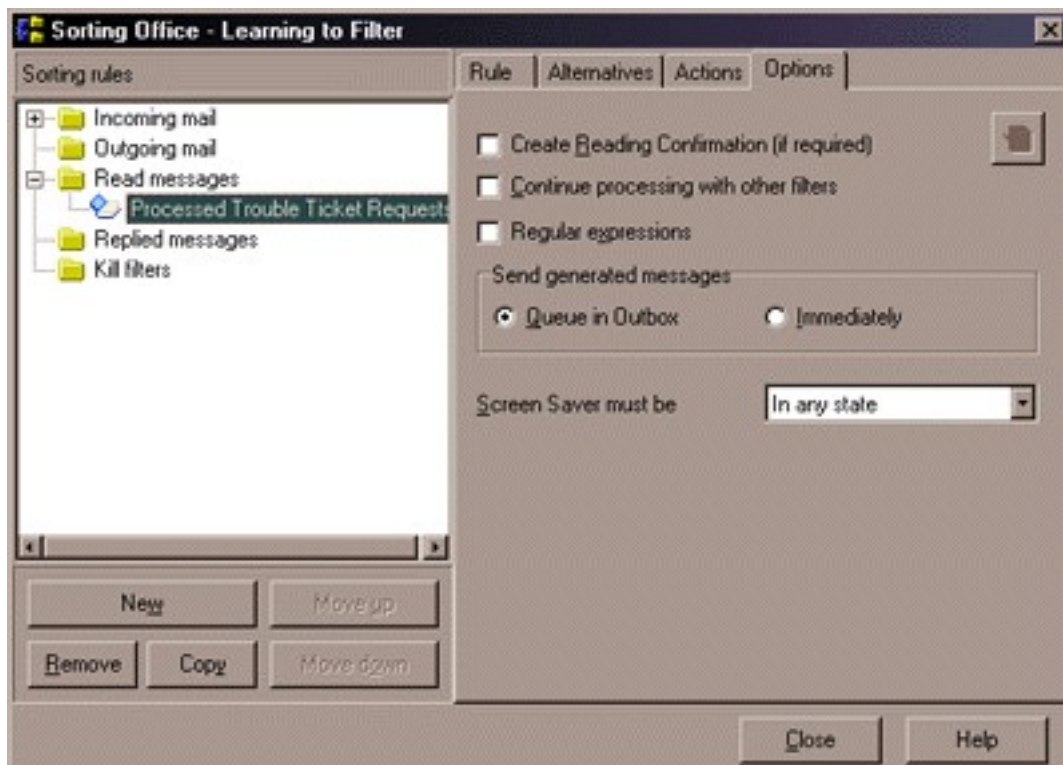 Sorting Office - Learning to Filter
Sorting rules
Incoming mail
Outgoing mail
Read messages
Processed Trouble Ticket Requests
Replied messages
Kill filters
New
Move up
Remove
Copy
Move down
Rule
Alternatives
Actions
Options
Create Reading Confirmation (if required)
Continue processing with other filters
Regular expressions
Send generated messages
Queue in Outbox
Immediately
Screen Saver must be
In any state
Close
Help